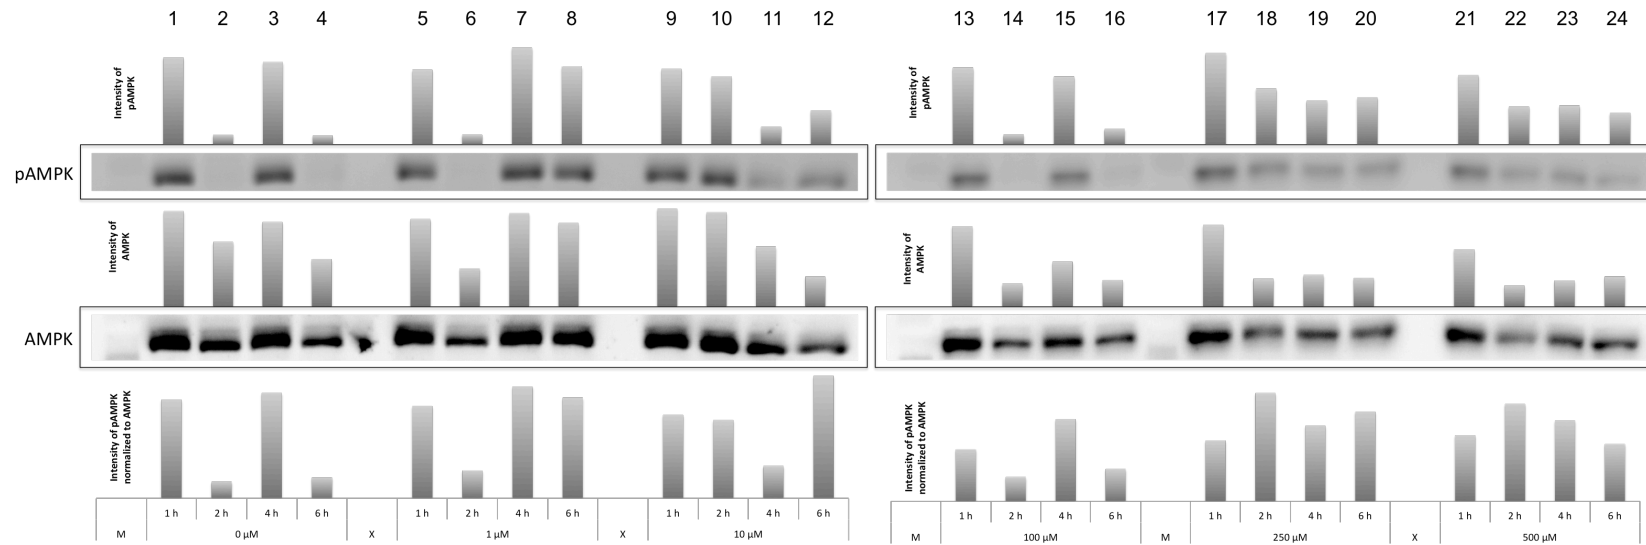 1 2 3 4 5 6 7 8 9 10 11 12 13 14 15 16 17 18 19 20 21 22 23 24
Intensity of
pAMPK
Intensity of
pAMPK
pAMPK
Intensity of
AMPK
Intensity of
AMPK
AMPK
Intensity of pAMPK
normalized to AMPK
Intensity of pAMPK
normalized to AMPK
1 h 2 h 4 h 6 h 1 h 2 h 4 h 6 h 1 h 2 h 4 h 6 h 1 h 2 h 4 h 6 h 1 h 2 h 4 h 6 h 1 h 2 h 4 h 6 h
M 0 µM X 1 µM X 10 µM M 100 µM M 250 µM X 500 µM